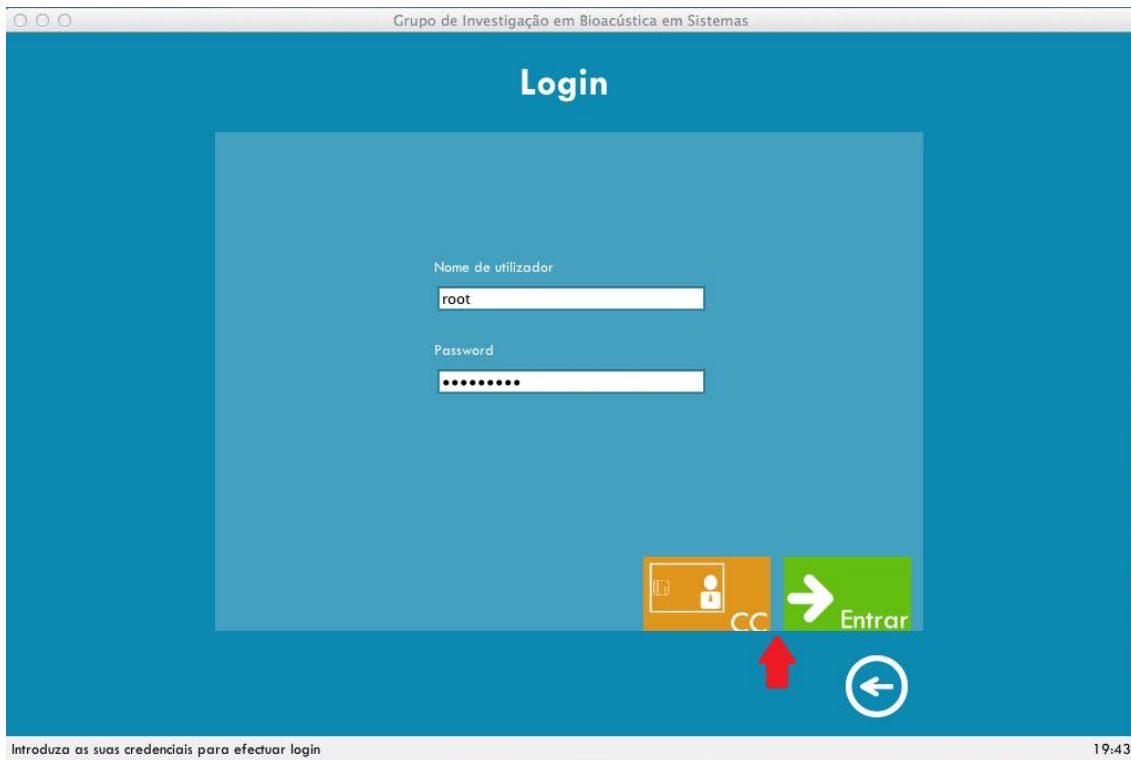 Grupo de Investigação em Bioacústica em Sistemas
Login
Nome de utilizador
root
Password
•••••••••
CC
Entrar
Introduza as suas credenciais para efectuar login
19:43